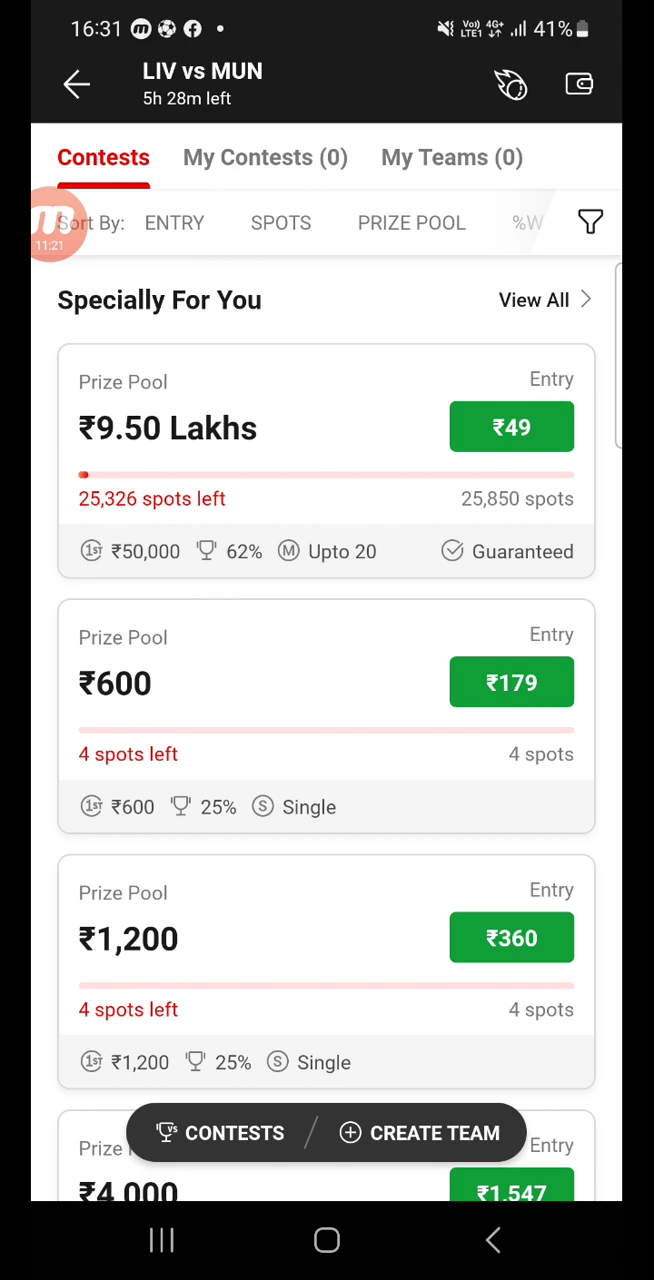 16:31 m Vo)) 4G+ LTE1 41%
LIV vs MUN
5h 28m left
Contests My Contests (0) My Teams (0)
Sort By: ENTRY SPOTS PRIZE POOL %W
m
11:21
Specially For You View All
Prize Pool Entry
₹9.50 Lakhs ₹49
25,326 spots left 25,850 spots
1ST ₹50,000 62% M Upto 20 Guaranteed
Prize Pool Entry
₹600 ₹179
4 spots left 4 spots
1ST ₹600 25% S Single
Prize Pool Entry
₹1,200 ₹360
4 spots left 4 spots
1ST ₹1,200 25% S Single
VS CONTESTS CREATE TEAM
Prize Entry
₹4,000 ₹1,547